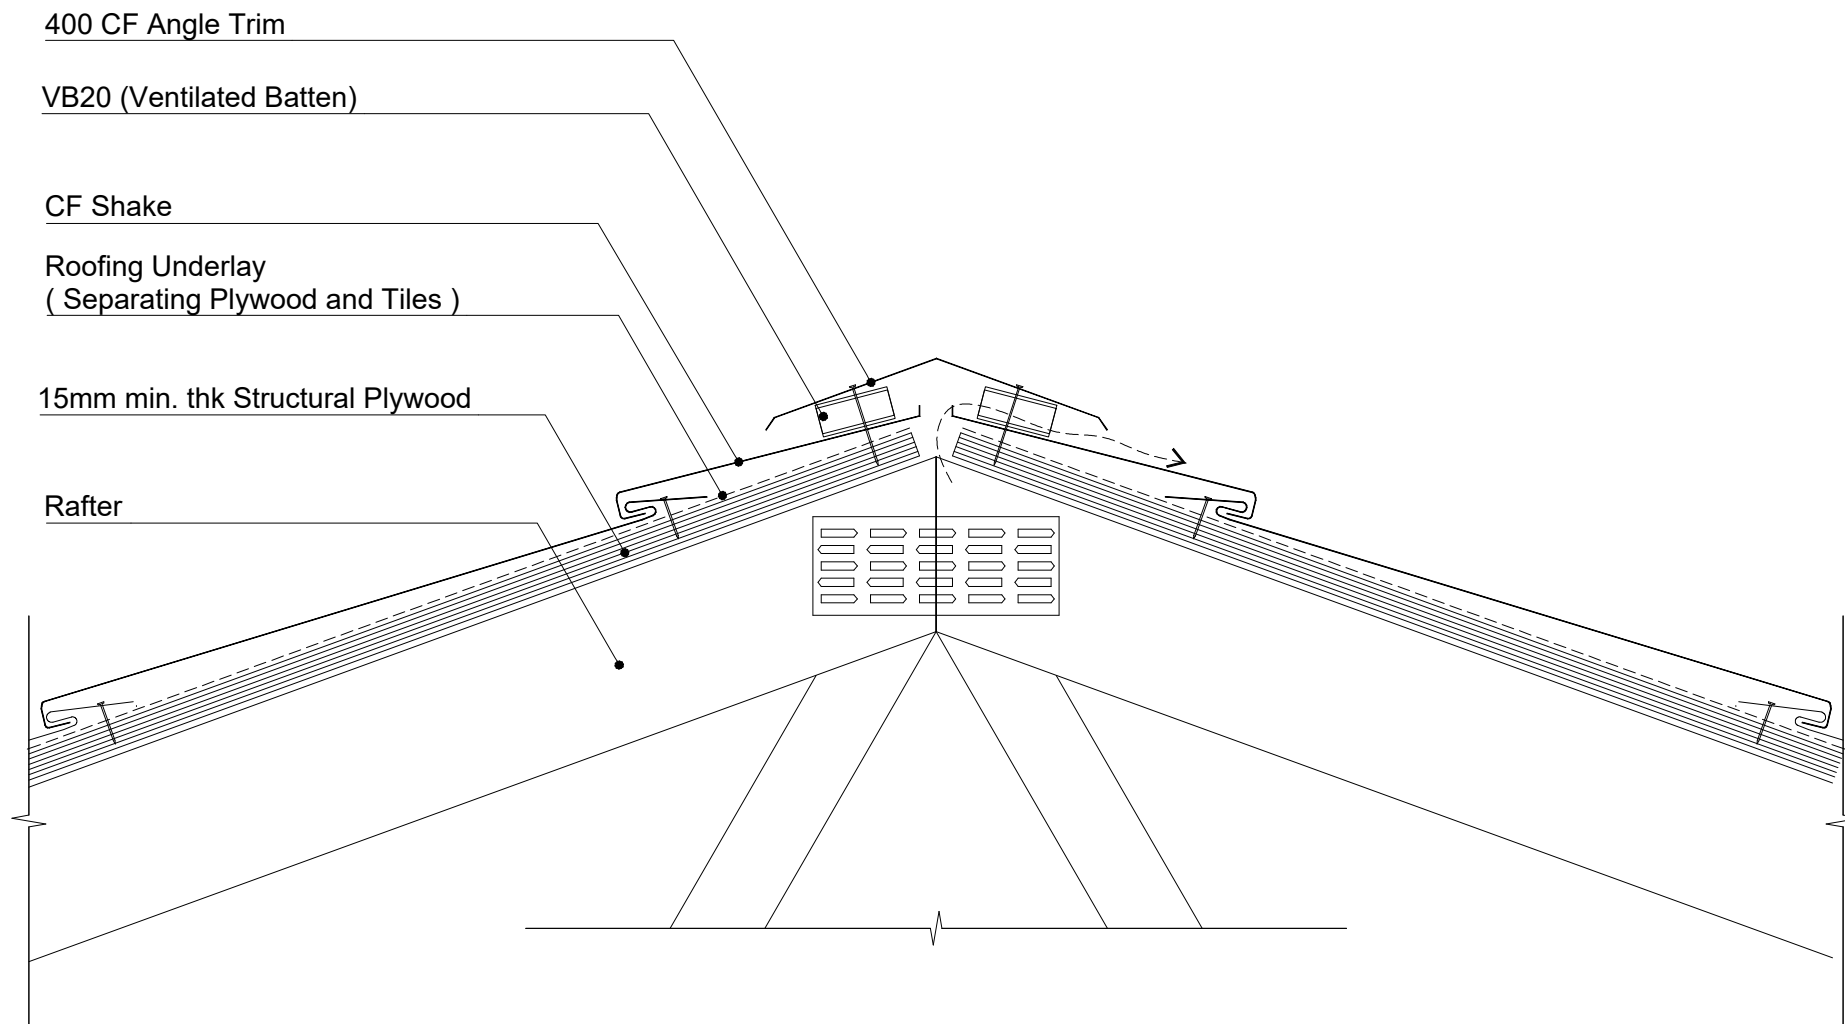 400 CF Angle Trim
VB20 (Ventilated Batten)
CF Shake
Roofing Underlay
( Separating Plywood and Tiles )
15mm min. thk Structural Plywood
Rafter